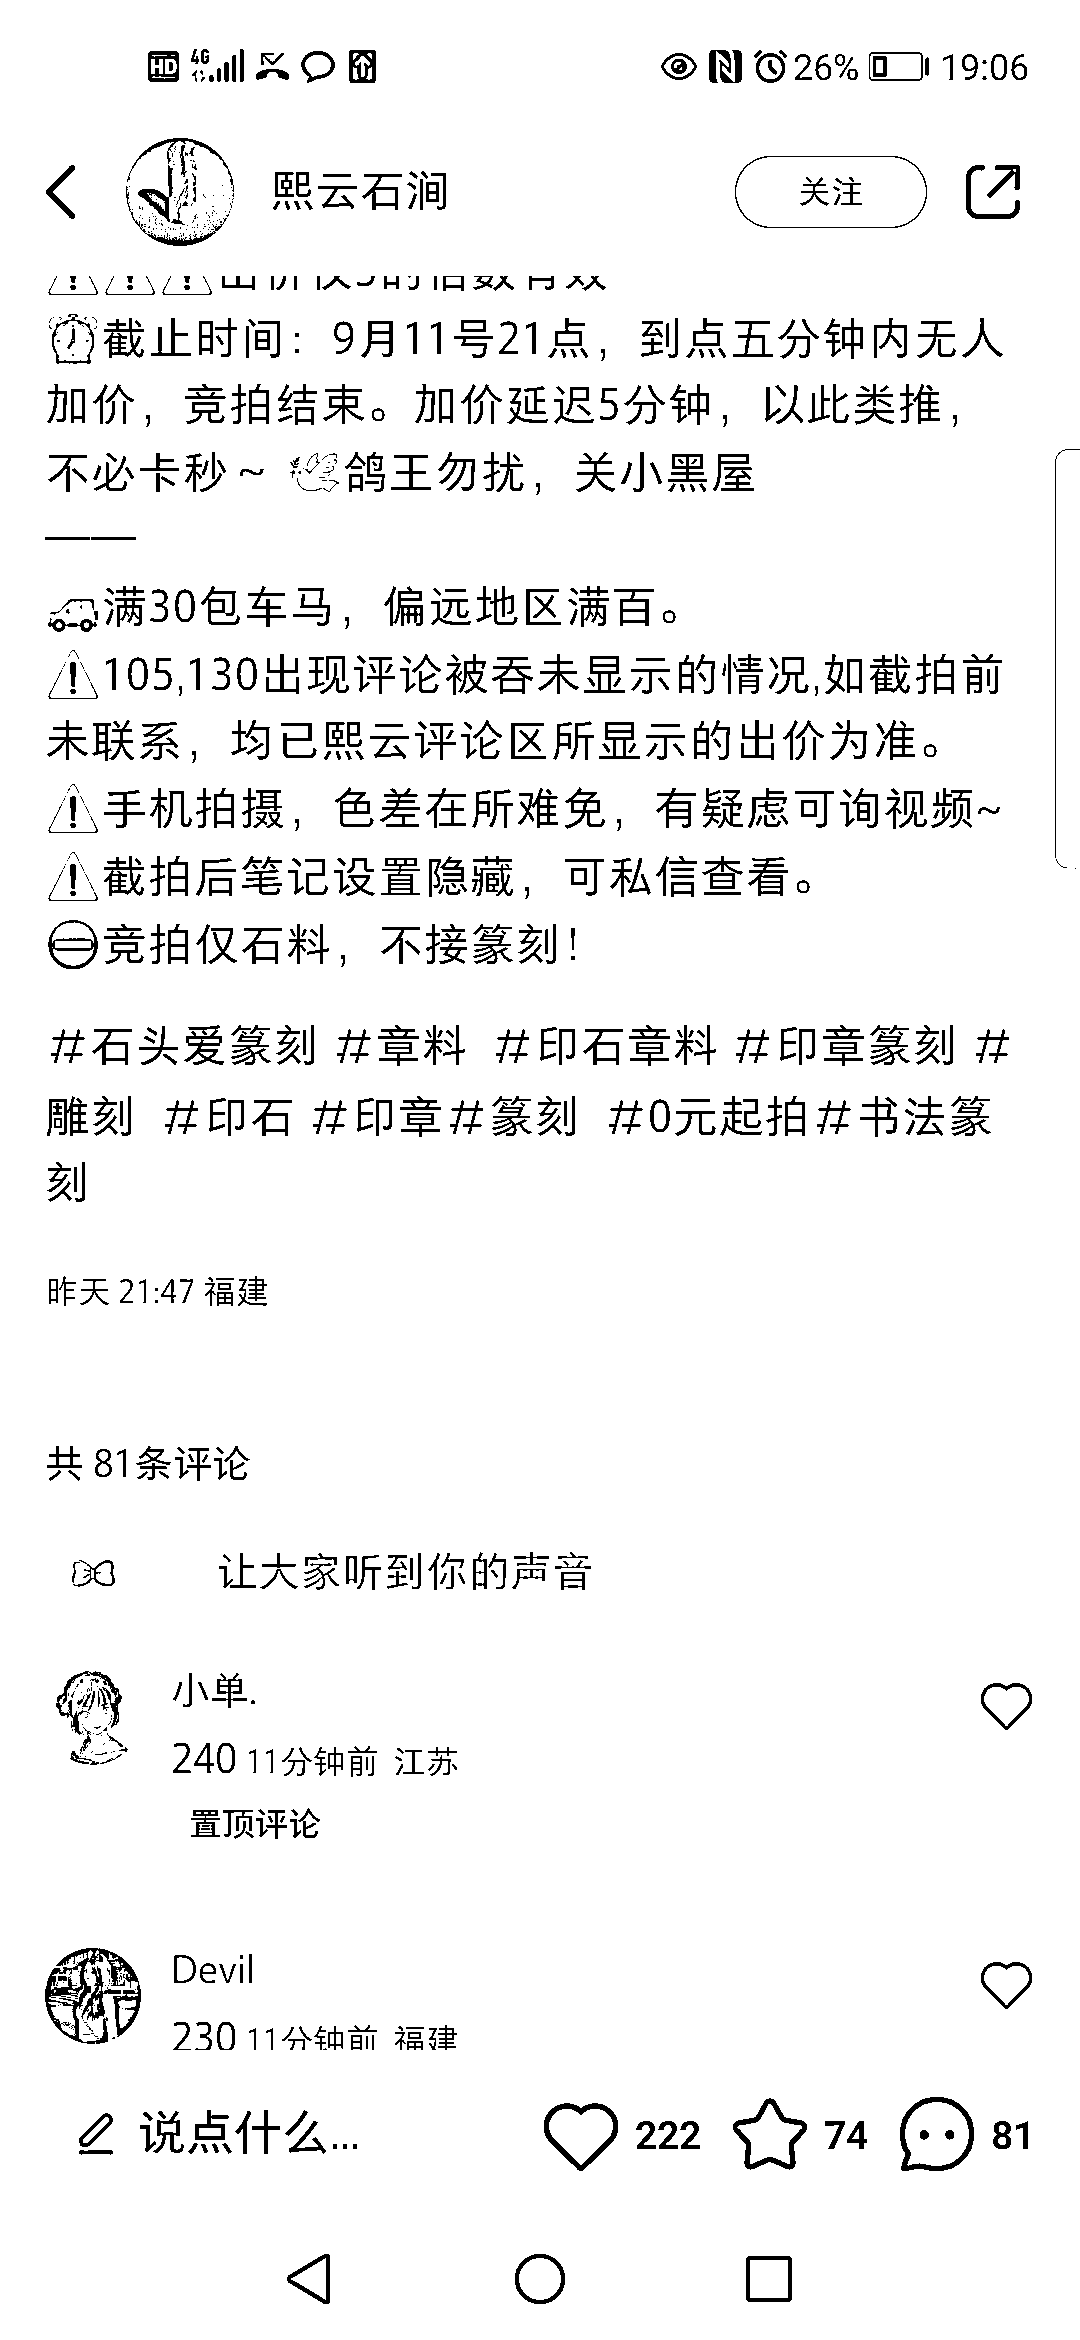 HD 4G 26% 19:06
熙云石涧 关注
⏰截止时间：9月11号21点，到点五分钟内无人
加价，竞拍结束。加价延迟5分钟，以此类推，
不必卡秒~ 🕊鸽王勿扰，关小黑屋
——
🚗满30包车马，偏远地区满百。
⚠105,130出现评论被吞未显示的情况,如截拍前
未联系，均已熙云评论区所显示的出价为准。
⚠手机拍摄，色差在所难免，有疑虑可询视频~
⚠截拍后笔记设置隐藏，可私信查看。
⛔竞拍仅石料，不接篆刻！
#石头爱篆刻 #章料 #印石章料 #印章篆刻 #
雕刻 #印石 #印章#篆刻 #0元起拍#书法篆
刻
昨天 21:47 福建
共 81条评论
让大家听到你的声音
小单.
240 11分钟前 江苏
置顶评论
Devil
230 11分钟前 福建
说点什么... 222 74 81